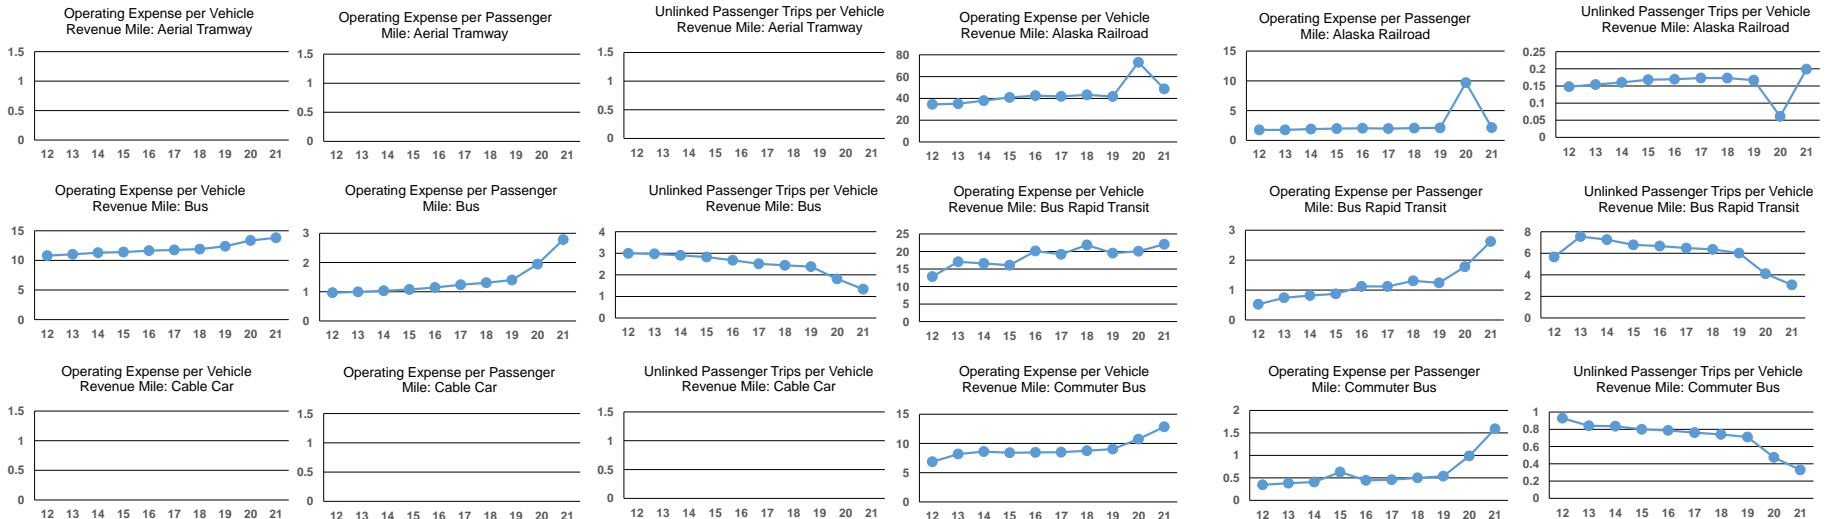 Operating Expense per Vehicle
Revenue Mile: Aerial Tramway
1.5
1
0.5
0
12 13 14 15 16 17 18 19 20 21
Operating Expense per Passenger
Mile: Aerial Tramway
1.5
1
0.5
0
12 13 14 15 16 17 18 19 20 21
Unlinked Passenger Trips per Vehicle
Revenue Mile: Aerial Tramway
1.5
1
0.5
0
12 13 14 15 16 17 18 19 20 21
Operating Expense per Vehicle
Revenue Mile: Alaska Railroad
80
60
40
20
0
12 13 14 15 16 17 18 19 20 21
Operating Expense per Passenger
Mile: Alaska Railroad
15
10
5
0
12 13 14 15 16 17 18 19 20 21
Unlinked Passenger Trips per Vehicle
Revenue Mile: Alaska Railroad
0.25
0.2
0.15
0.1
0.05
0
12 13 14 15 16 17 18 19 20 21
Operating Expense per Vehicle
Revenue Mile: Bus
15
10
5
0
12 13 14 15 16 17 18 19 20 21
Operating Expense per Passenger
Mile: Bus
3
2
1
0
12 13 14 15 16 17 18 19 20 21
Unlinked Passenger Trips per Vehicle
Revenue Mile: Bus
4
3
2
1
0
12 13 14 15 16 17 18 19 20 21
Operating Expense per Vehicle
Revenue Mile: Bus Rapid Transit
25
20
15
10
5
0
12 13 14 15 16 17 18 19 20 21
Operating Expense per Passenger
Mile: Bus Rapid Transit
3
2
1
0
12 13 14 15 16 17 18 19 20 21
Unlinked Passenger Trips per Vehicle
Revenue Mile: Bus Rapid Transit
8
6
4
2
0
12 13 14 15 16 17 18 19 20 21
Operating Expense per Vehicle
Revenue Mile: Cable Car
1.5
1
0.5
0
12 13 14 15 16 17 18 19 20 21
Operating Expense per Passenger
Mile: Cable Car
1.5
1
0.5
0
12 13 14 15 16 17 18 19 20 21
Unlinked Passenger Trips per Vehicle
Revenue Mile: Cable Car
1.5
1
0.5
0
12 13 14 15 16 17 18 19 20 21
Operating Expense per Vehicle
Revenue Mile: Commuter Bus
15
10
5
0
12 13 14 15 16 17 18 19 20 21
Operating Expense per Passenger
Mile: Commuter Bus
2
1.5
1
0.5
0
12 13 14 15 16 17 18 19 20 21
Unlinked Passenger Trips per Vehicle
Revenue Mile: Commuter Bus
1
0.8
0.6
0.4
0.2
0
12 13 14 15 16 17 18 19 20 21